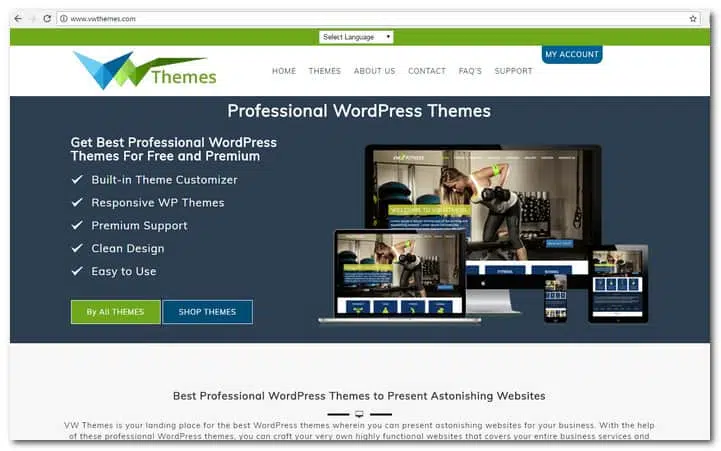 www.vwthemes.com
Select Language
MY ACCOUNT
Themes
HOME THEMES ABOUT US CONTACT FAQ'S SUPPORT
Professional WordPress Themes
Get Best Professional WordPress
Themes For Free and Premium
Built-in Theme Customizer
Responsive WP Themes
Premium Support
Clean Design
Easy to Use
By All THEMES
SHOP THEMES
Best Professional WordPress Themes to Present Astonishing Websites
VW Themes is your landing place for the best WordPress themes wherein you can present astonishing websites for your business. With the help
of these professional WordPress themes, you can craft your very own highly functional websites that covers your entire business services and